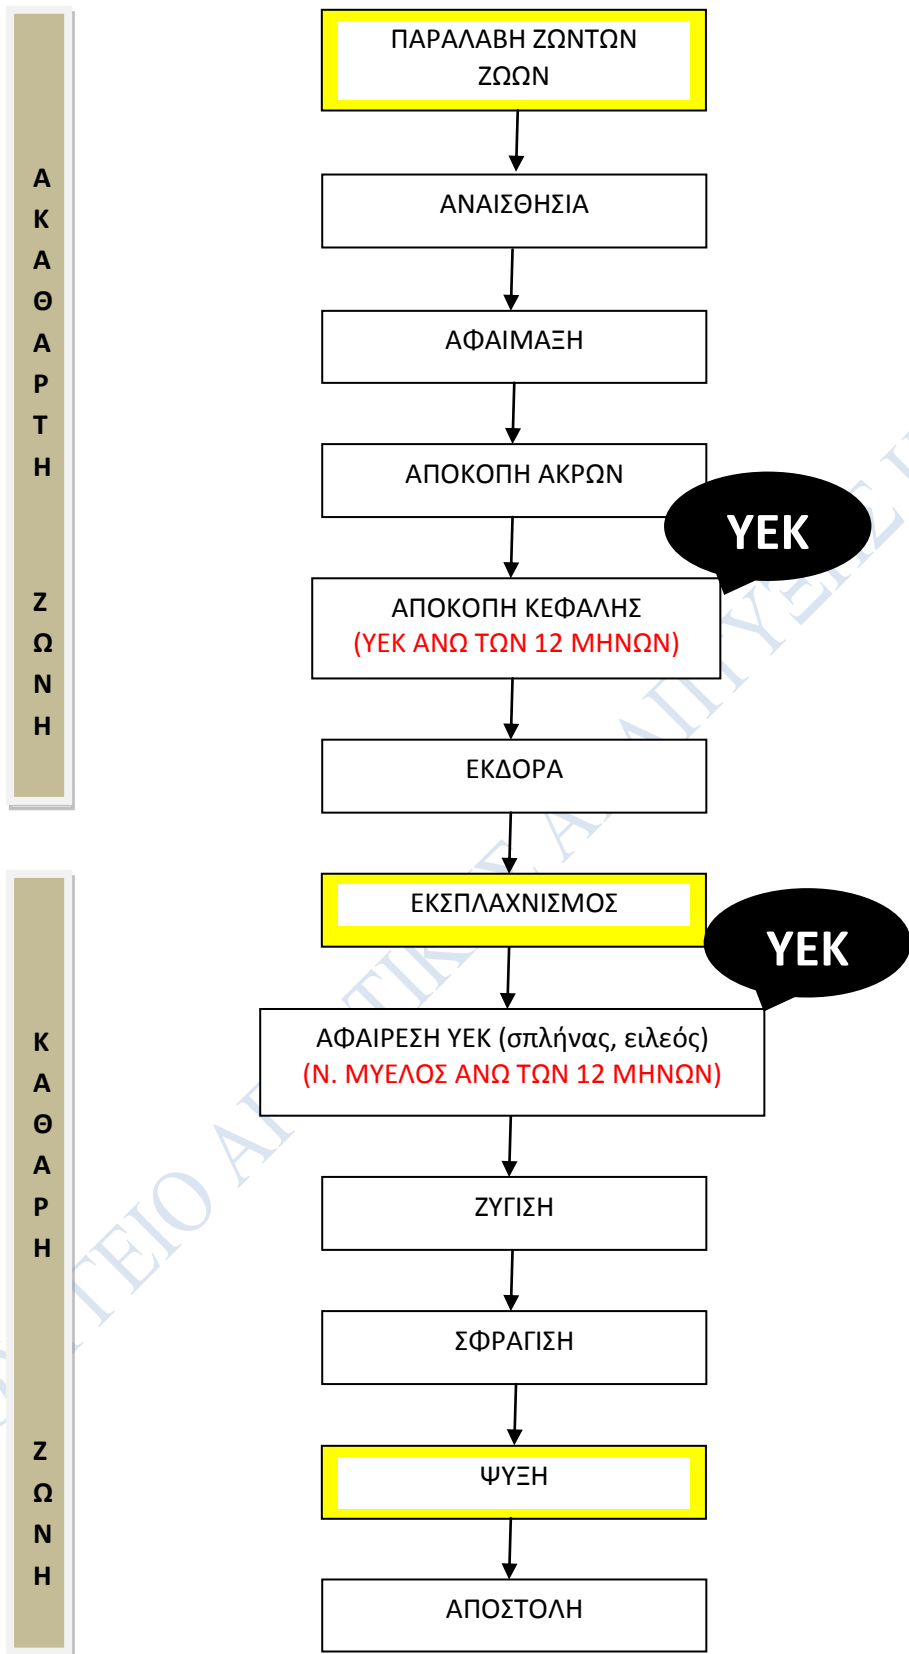 ΑΚΑΘΑΡΤΗ ΖΩΝΗ
ΠΑΡΑΛΑΒΗ ΖΩΝΤΩΝ
ΖΩΩΝ
ΑΝΑΙΣΘΗΣΙΑ
ΑΦΑΙΜΑΞΗ
ΑΠΟΚΟΠΗ ΑΚΡΩΝ
ΥΕΚ
ΑΠΟΚΟΠΗ ΚΕΦΑΛΗΣ
(ΥΕΚ ΑΝΩ ΤΩΝ 12 ΜΗΝΩΝ)
ΕΚΔΟΡΑ
ΚΑΘΑΡΗ ΖΩΝΗ
ΕΚΣΠΛΑΧΝΙΣΜΟΣ
ΥΕΚ
ΑΦΑΙΡΕΣΗ ΥΕΚ (σπλήνας, ειλεός)
(Ν. ΜΥΕΛΟΣ ΑΝΩ ΤΩΝ 12 ΜΗΝΩΝ)
ΖΥΓΙΣΗ
ΣΦΡΑΓΙΣΗ
ΨΥΞΗ
ΑΠΟΣΤΟΛΗ